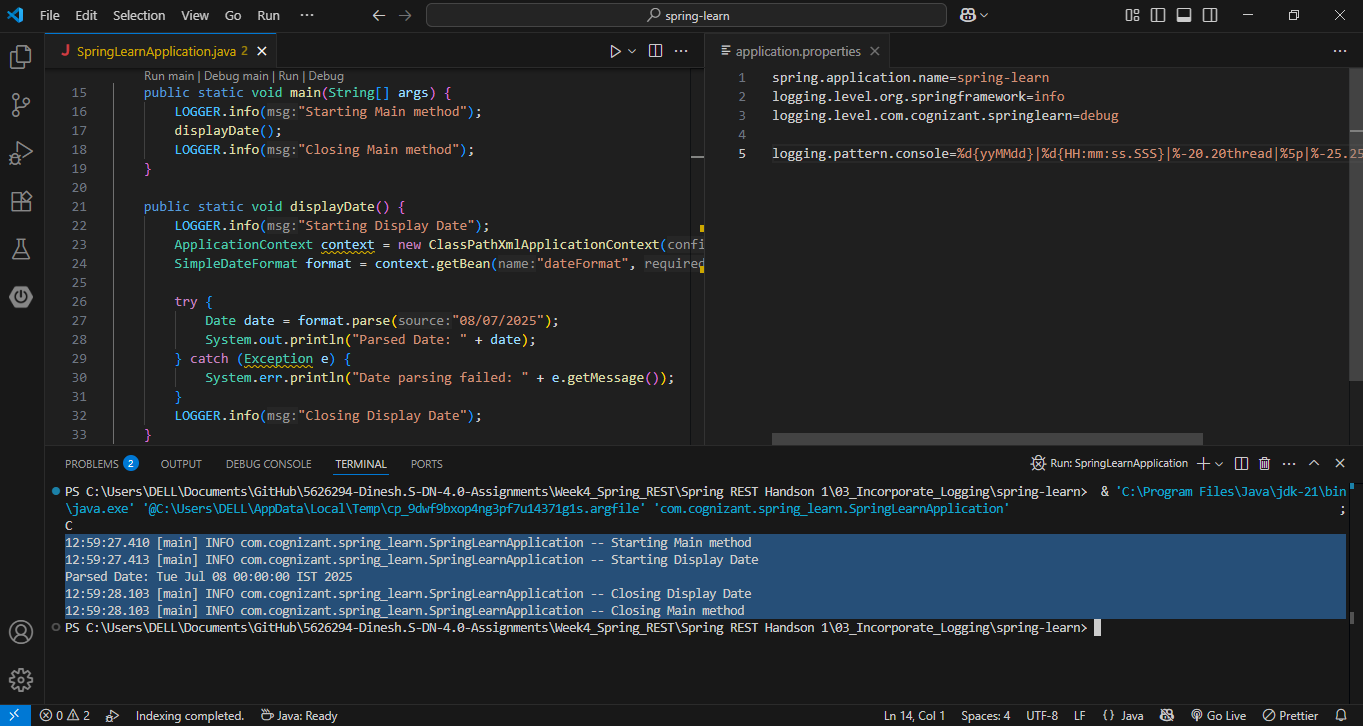 File Edit Selection View Go Run ··· spring-learn
SpringLearnApplication.java 2
Run main | Debug main | Run | Debug
15 public static void main(String[] args) {
16 LOGGER.info(msg:"Starting Main method");
17 displayDate();
18 LOGGER.info(msg:"Closing Main method");
19 }
20
21 public static void displayDate() {
22 LOGGER.info(msg:"Starting Display Date");
23 ApplicationContext context = new ClassPathXmlApplicationContext(confi
24 SimpleDateFormat format = context.getBean(name:"dateFormat", required
25
26 try {
27 Date date = format.parse(source:"08/07/2025");
28 System.out.println("Parsed Date: " + date);
29 } catch (Exception e) {
30 System.err.println("Date parsing failed: " + e.getMessage());
31 }
32 LOGGER.info(msg:"Closing Display Date");
33 }
application.properties
1 spring.application.name=spring-learn
2 logging.level.org.springframework=info
3 logging.level.com.cognizant.springlearn=debug
4
5 logging.pattern.console=%d{yyMMdd}|%d{HH:mm:ss.SSS}|%-20.20thread|%5p|%-25.25
PROBLEMS 2 OUTPUT DEBUG CONSOLE TERMINAL PORTS Run: SpringLearnApplication
PS C:\Users\DELL\Documents\GitHub\5626294-Dinesh.S-DN-4.0-Assignments\Week4_Spring_REST\Spring REST Handson 1\03_Incorporate_Logging\spring-learn> & 'C:\Program Files\Java\jdk-21\bin
\java.exe' '@C:\Users\DELL\AppData\Local\Temp\cp_9dwf9bxop4ng3pf7u14371g1s.argfile' 'com.cognizant.spring_learn.SpringLearnApplication' ;
C
12:59:27.410 [main] INFO com.cognizant.spring_learn.SpringLearnApplication -- Starting Main method
12:59:27.413 [main] INFO com.cognizant.spring_learn.SpringLearnApplication -- Starting Display Date
Parsed Date: Tue Jul 08 00:00:00 IST 2025
12:59:28.103 [main] INFO com.cognizant.spring_learn.SpringLearnApplication -- Closing Display Date
12:59:28.103 [main] INFO com.cognizant.spring_learn.SpringLearnApplication -- Closing Main method
PS C:\Users\DELL\Documents\GitHub\5626294-Dinesh.S-DN-4.0-Assignments\Week4_Spring_REST\Spring REST Handson 1\03_Incorporate_Logging\spring-learn>
0 2 Indexing completed. Java: Ready Ln 14, Col 1 Spaces: 4 UTF-8 LF {} Java Go Live Prettier